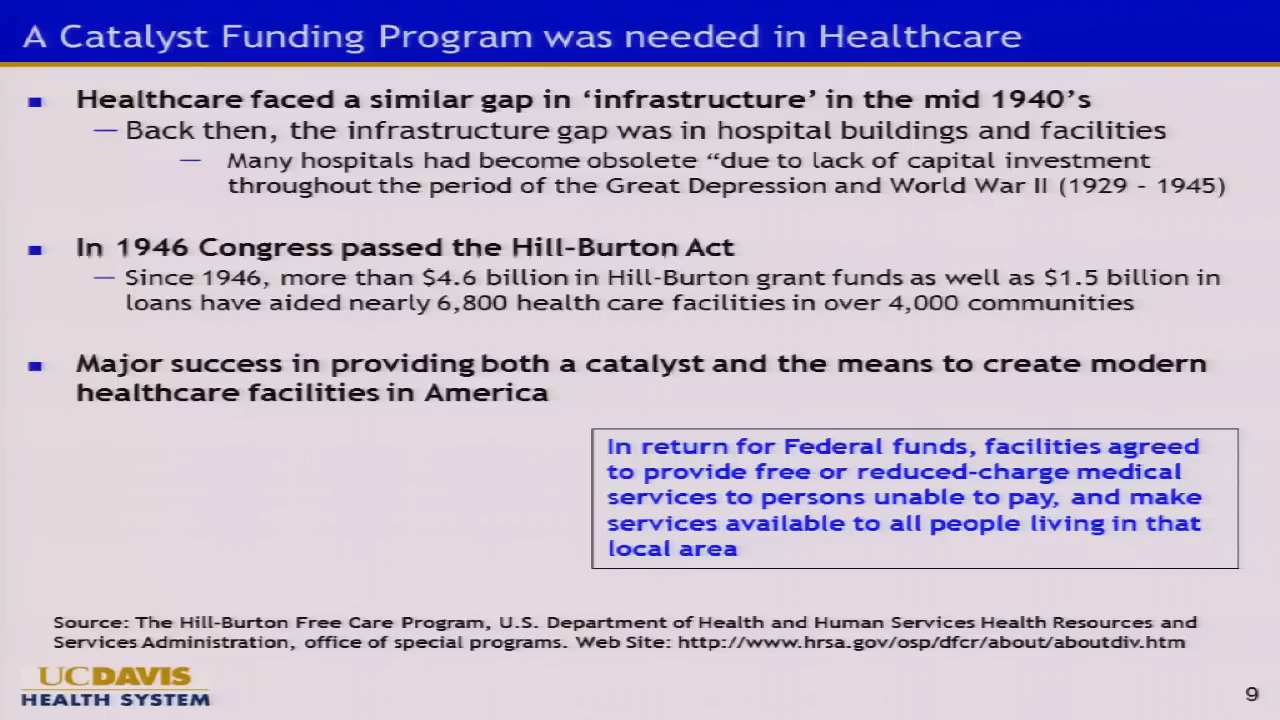 A Catalyst Funding Program was needed in Healthcare
Healthcare faced a similar gap in ‘infrastructure’ in the mid 1940’s
— Back then, the infrastructure gap was in hospital buildings and facilities
— Many hospitals had become obsolete “due to lack of capital investment
throughout the period of the Great Depression and World War II (1929 - 1945)
In 1946 Congress passed the Hill-Burton Act
— Since 1946, more than $4.6 billion in Hill-Burton grant funds as well as $1.5 billion in
loans have aided nearly 6,800 health care facilities in over 4,000 communities
Major success in providing both a catalyst and the means to create modern
healthcare facilities in America
In return for Federal funds, facilities agreed
to provide free or reduced-charge medical
services to persons unable to pay, and make
services available to all people living in that
local area
Source: The Hill-Burton Free Care Program, U.S. Department of Health and Human Services Health Resources and
Services Administration, office of special programs. Web Site: http://www.hrsa.gov/osp/dfcr/about/aboutdiv.htm
UCDAVIS
HEALTH SYSTEM
9